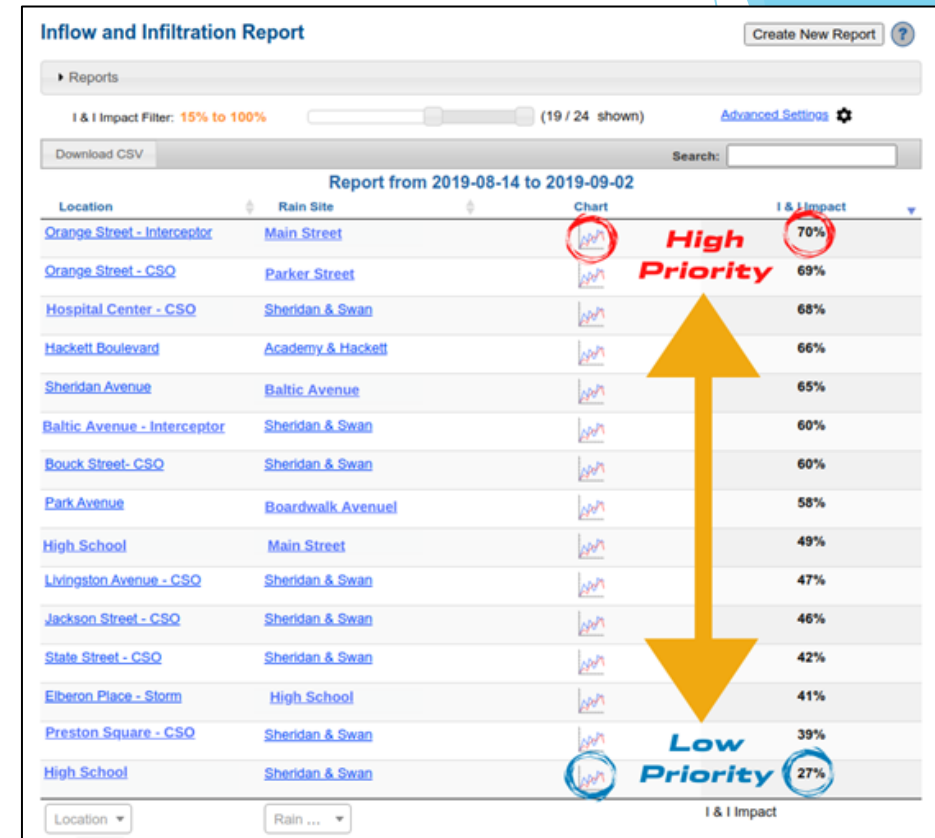 Inflow and Infiltration Report Create New Report ?
Reports
I & I Impact Filter: 15% to 100% (19 / 24 shown) Advanced Settings
Download CSV Search:
Report from 2019-08-14 to 2019-09-02
Location Rain Site Chart I & I Impact
Orange Street - Interceptor Main Street High 70%
Orange Street - CSO Parker Street Priority 69%
Hospital Center - CSO Sheridan & Swan 68%
Hackett Boulevard Academy & Hackett 66%
Sheridan Avenue Baltic Avenue 65%
Baltic Avenue - Interceptor Sheridan & Swan 60%
Bouck Street- CSO Sheridan & Swan 60%
Park Avenue Boardwalk Avenuel 58%
High School Main Street 49%
Livingston Avenue - CSO Sheridan & Swan 47%
Jackson Street - CSO Sheridan & Swan 46%
State Street - CSO Sheridan & Swan 42%
Elberon Place - Storm High School 41%
Preston Square - CSO Sheridan & Swan Low 39%
High School Sheridan & Swan Priority 27%
Location Rain ... I & I Impact